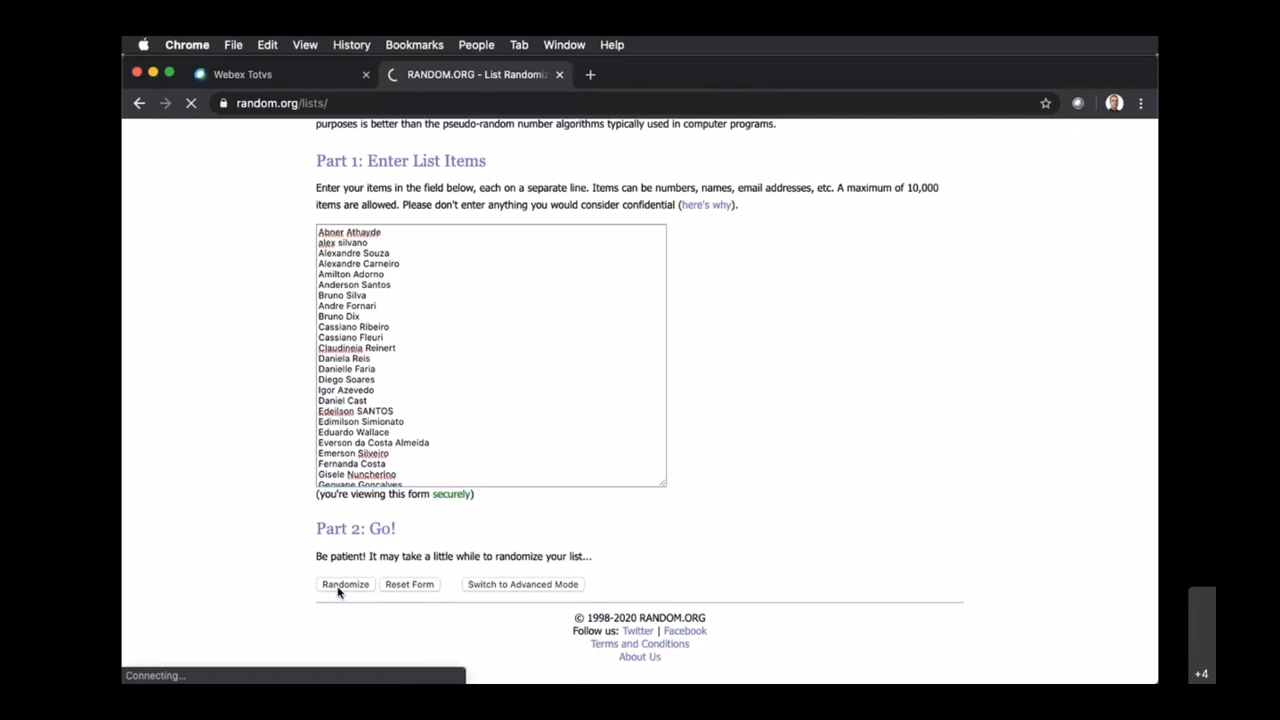 Chrome File Edit View History Bookmarks People Tab Window Help
Webex Totvs
RANDOM.ORG - List Randomi
random.org/lists/
purposes is better than the pseudo-random number algorithms typically used in computer programs.
Part 1: Enter List Items
Enter your items in the field below, each on a separate line. Items can be numbers, names, email addresses, etc. A maximum of 10,000
items are allowed. Please don't enter anything you would consider confidential (here's why).
Abner Athayde
alex silvano
Alexandre Souza
Alexandre Carneiro
Amilton Adorno
Anderson Santos
Bruno Silva
Andre Fornari
Bruno Dix
Cassiano Ribeiro
Cassiano Fleuri
Claudineia Reinert
Daniela Reis
Danielle Faria
Diego Soares
Igor Azevedo
Daniel Cast
Edeilson SANTOS
Edimilson Simionato
Eduardo Wallace
Everson da Costa Almeida
Emerson Silveiro
Fernanda Costa
Gisele Nuncherino
Geovane Gonçalves
(you're viewing this form securely)
Part 2: Go!
Be patient! It may take a little while to randomize your list...
Randomize Reset Form Switch to Advanced Mode
© 1998-2020 RANDOM.ORG
Follow us: Twitter | Facebook
Terms and Conditions
About Us
Connecting...
+4